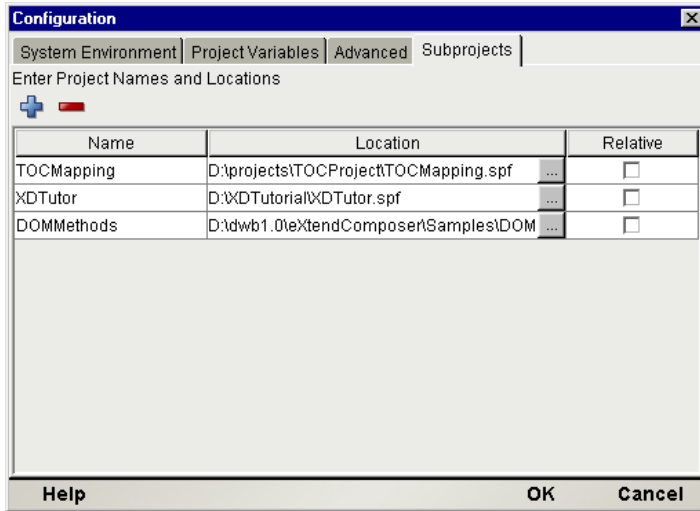 Configuration
System Environment Project Variables Advanced Subprojects
Enter Project Names and Locations
Name Location Relative
TOCMapping D:\projects\TOCProject\TOCMapping.spf ...
XDTutor D:\XDTutorial\XDTutor.spf ...
DOMMethods D:\dwb1.0\eXtendComposer\Samples\DOM ...
Help OK Cancel